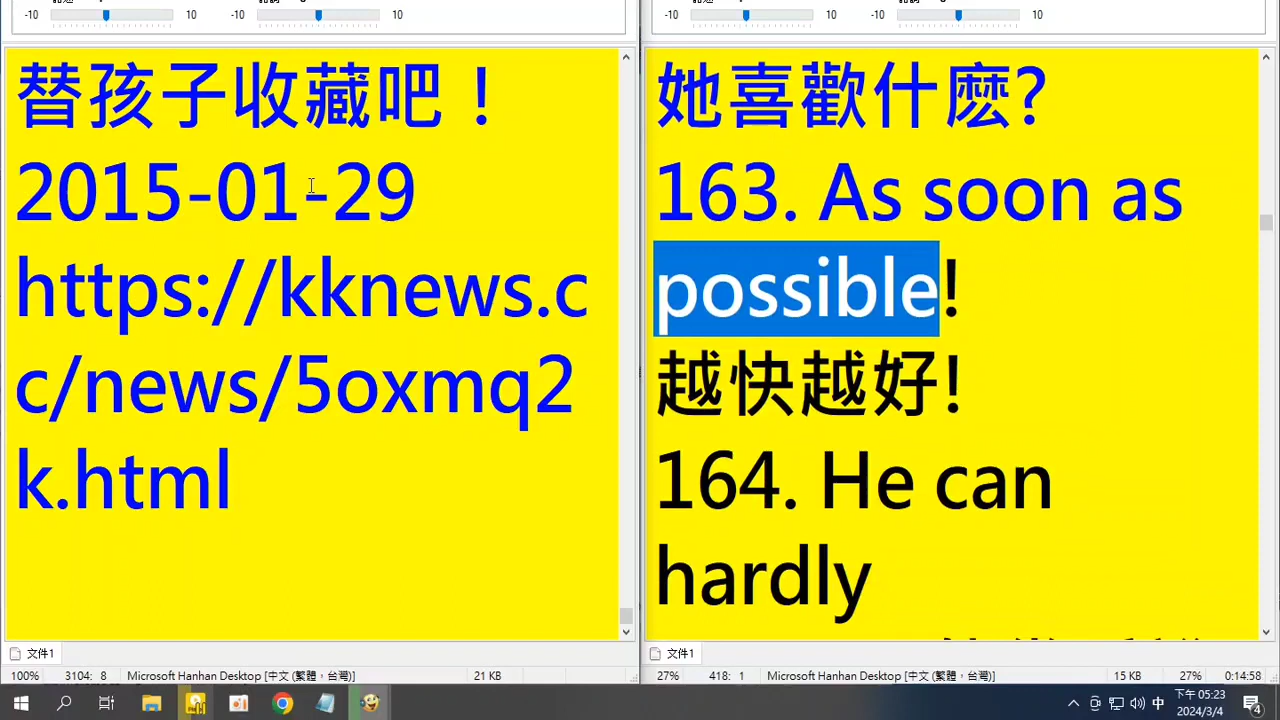 -10 10 -10 10
替孩子收藏吧！
2015-01-29
https://kknews.c
c/news/5oxmq2
k.html
文件1
100% 3104: 8 Microsoft Hanhan Desktop [中文 (繁體，台灣)] 21 KB
-10 10 -10 10
她喜歡什麼?
163. As soon as
possible!
越快越好!
164. He can
hardly
文件1
27% 418: 1 Microsoft Hanhan Desktop [中文 (繁體，台灣)] 15 KB 27% 0:14:58
中
下午 05:23
2024/3/4
4